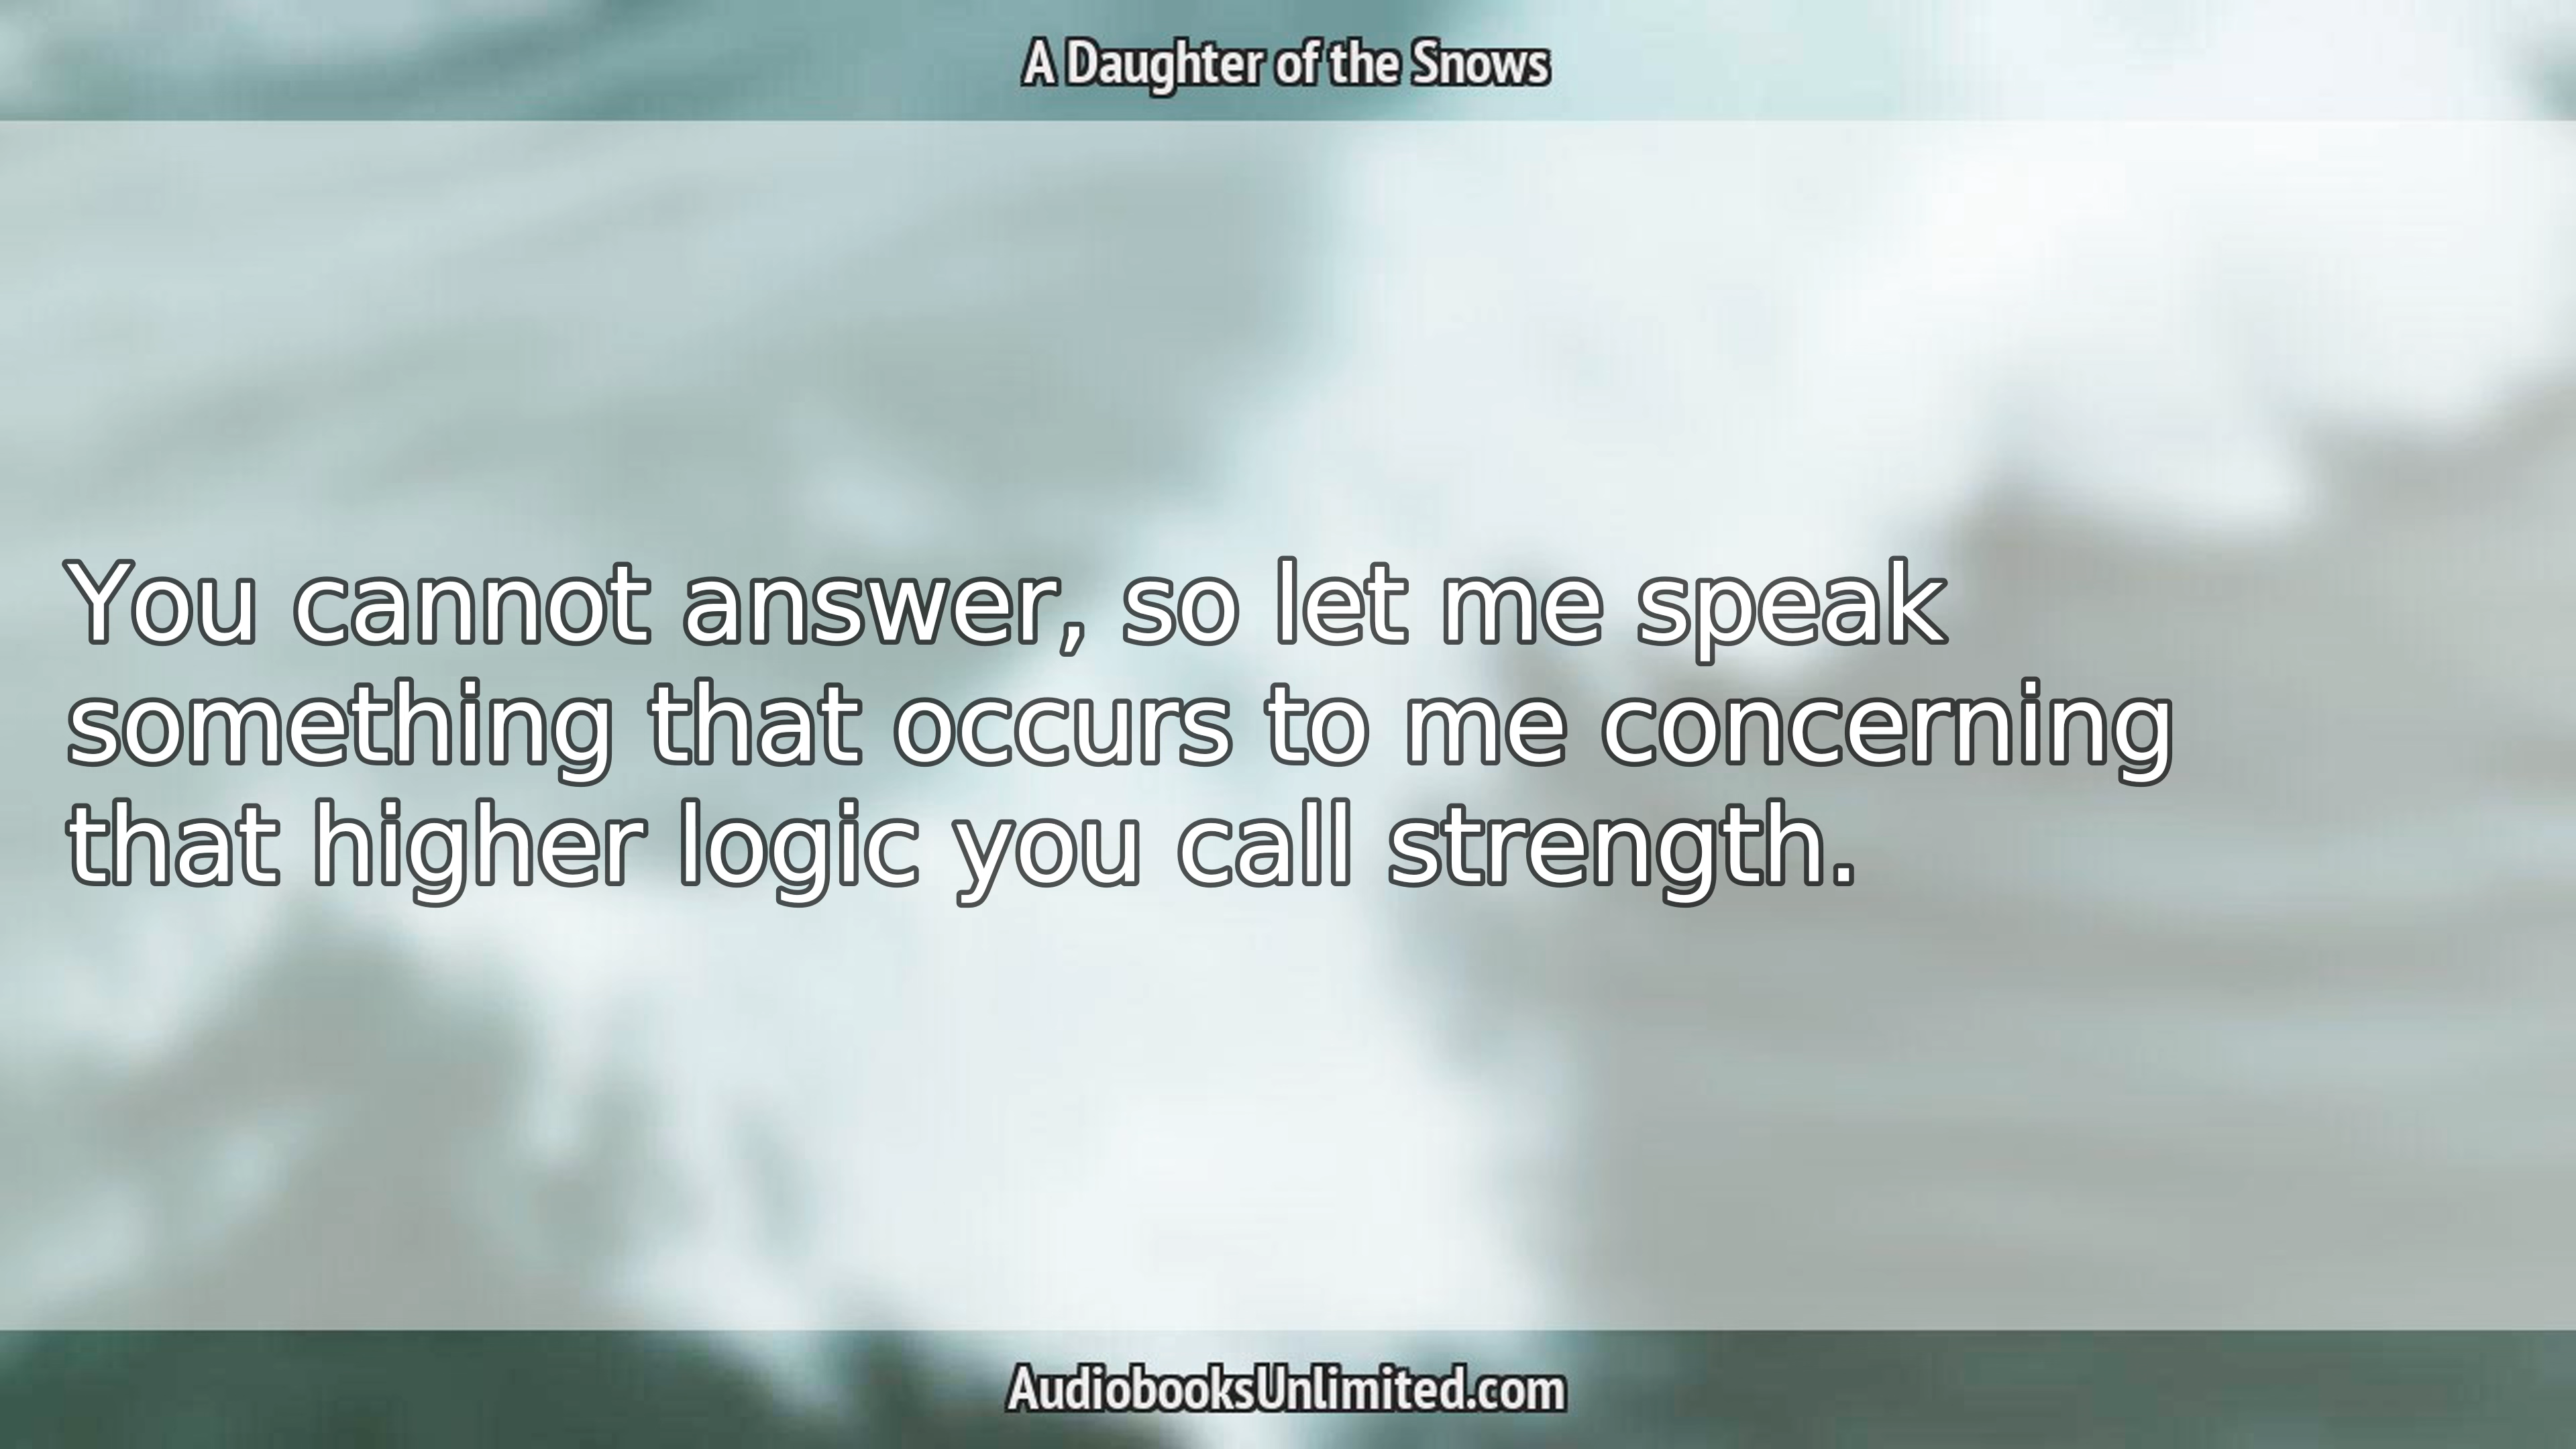 A Daughter of the Snows
You cannot answer, so let me speak
something that occurs to me concerning
that higher logic you call strength.
AudiobooksUnlimited.com